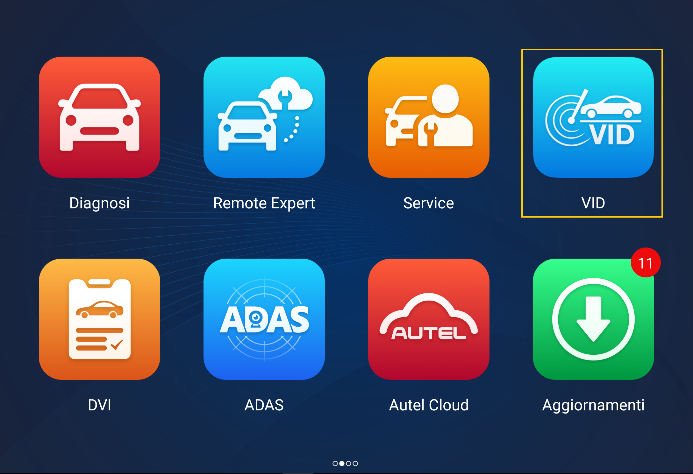 VID
Diagnosi
Remote Expert
Service
VID
11
ADAS
AUTEL
DVI
ADAS
Autel Cloud
Aggiornamenti